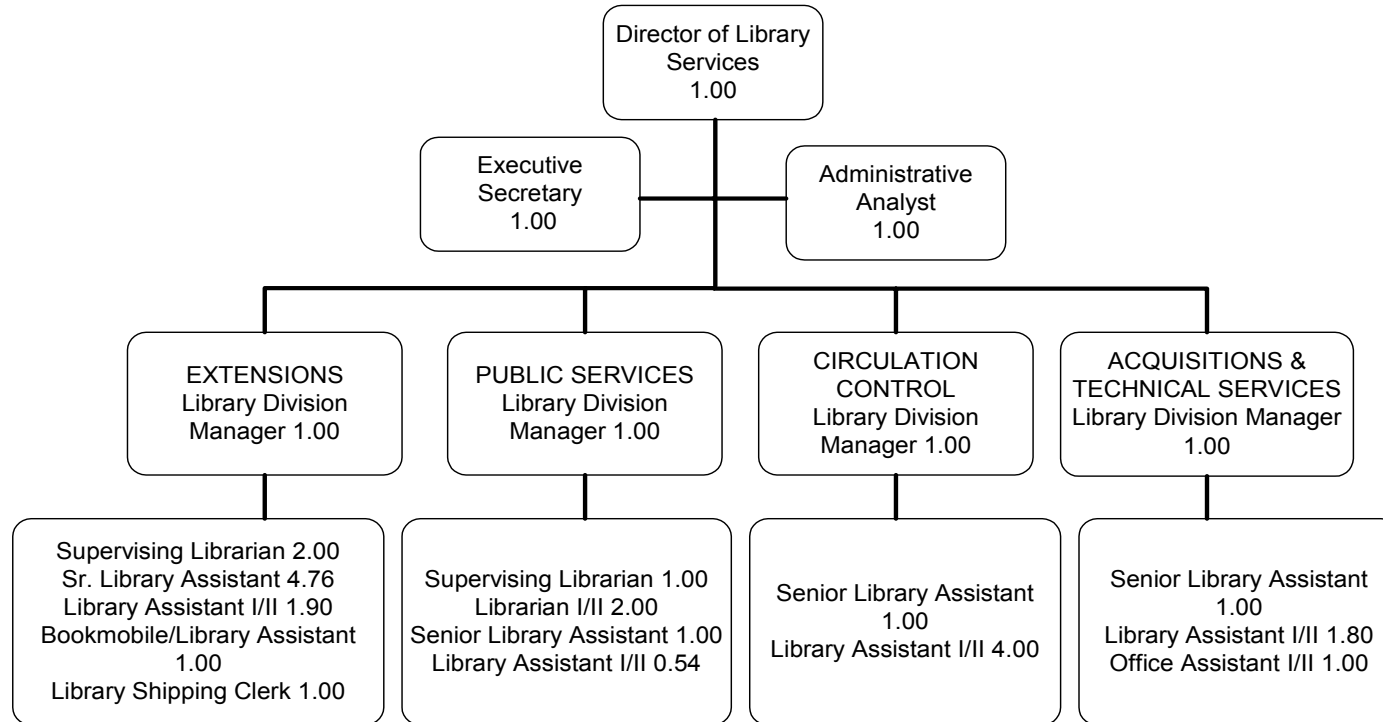 Director of Library
Services
1.00
Executive
Secretary
1.00
Administrative
Analyst
1.00
EXTENSIONS
Library Division
Manager 1.00
PUBLIC SERVICES
Library Division
Manager 1.00
CIRCULATION
CONTROL
Library Division
Manager 1.00
ACQUISITIONS &
TECHNICAL SERVICES
Library Division Manager
1.00
Supervising Librarian 2.00
Sr. Library Assistant 4.76
Library Assistant I/II 1.90
Bookmobile/Library Assistant
1.00
Library Shipping Clerk 1.00
Supervising Librarian 1.00
Librarian I/II 2.00
Senior Library Assistant 1.00
Library Assistant I/II 0.54
Senior Library Assistant
1.00
Library Assistant I/II 4.00
Senior Library Assistant
1.00
Library Assistant I/II 1.80
Office Assistant I/II 1.00